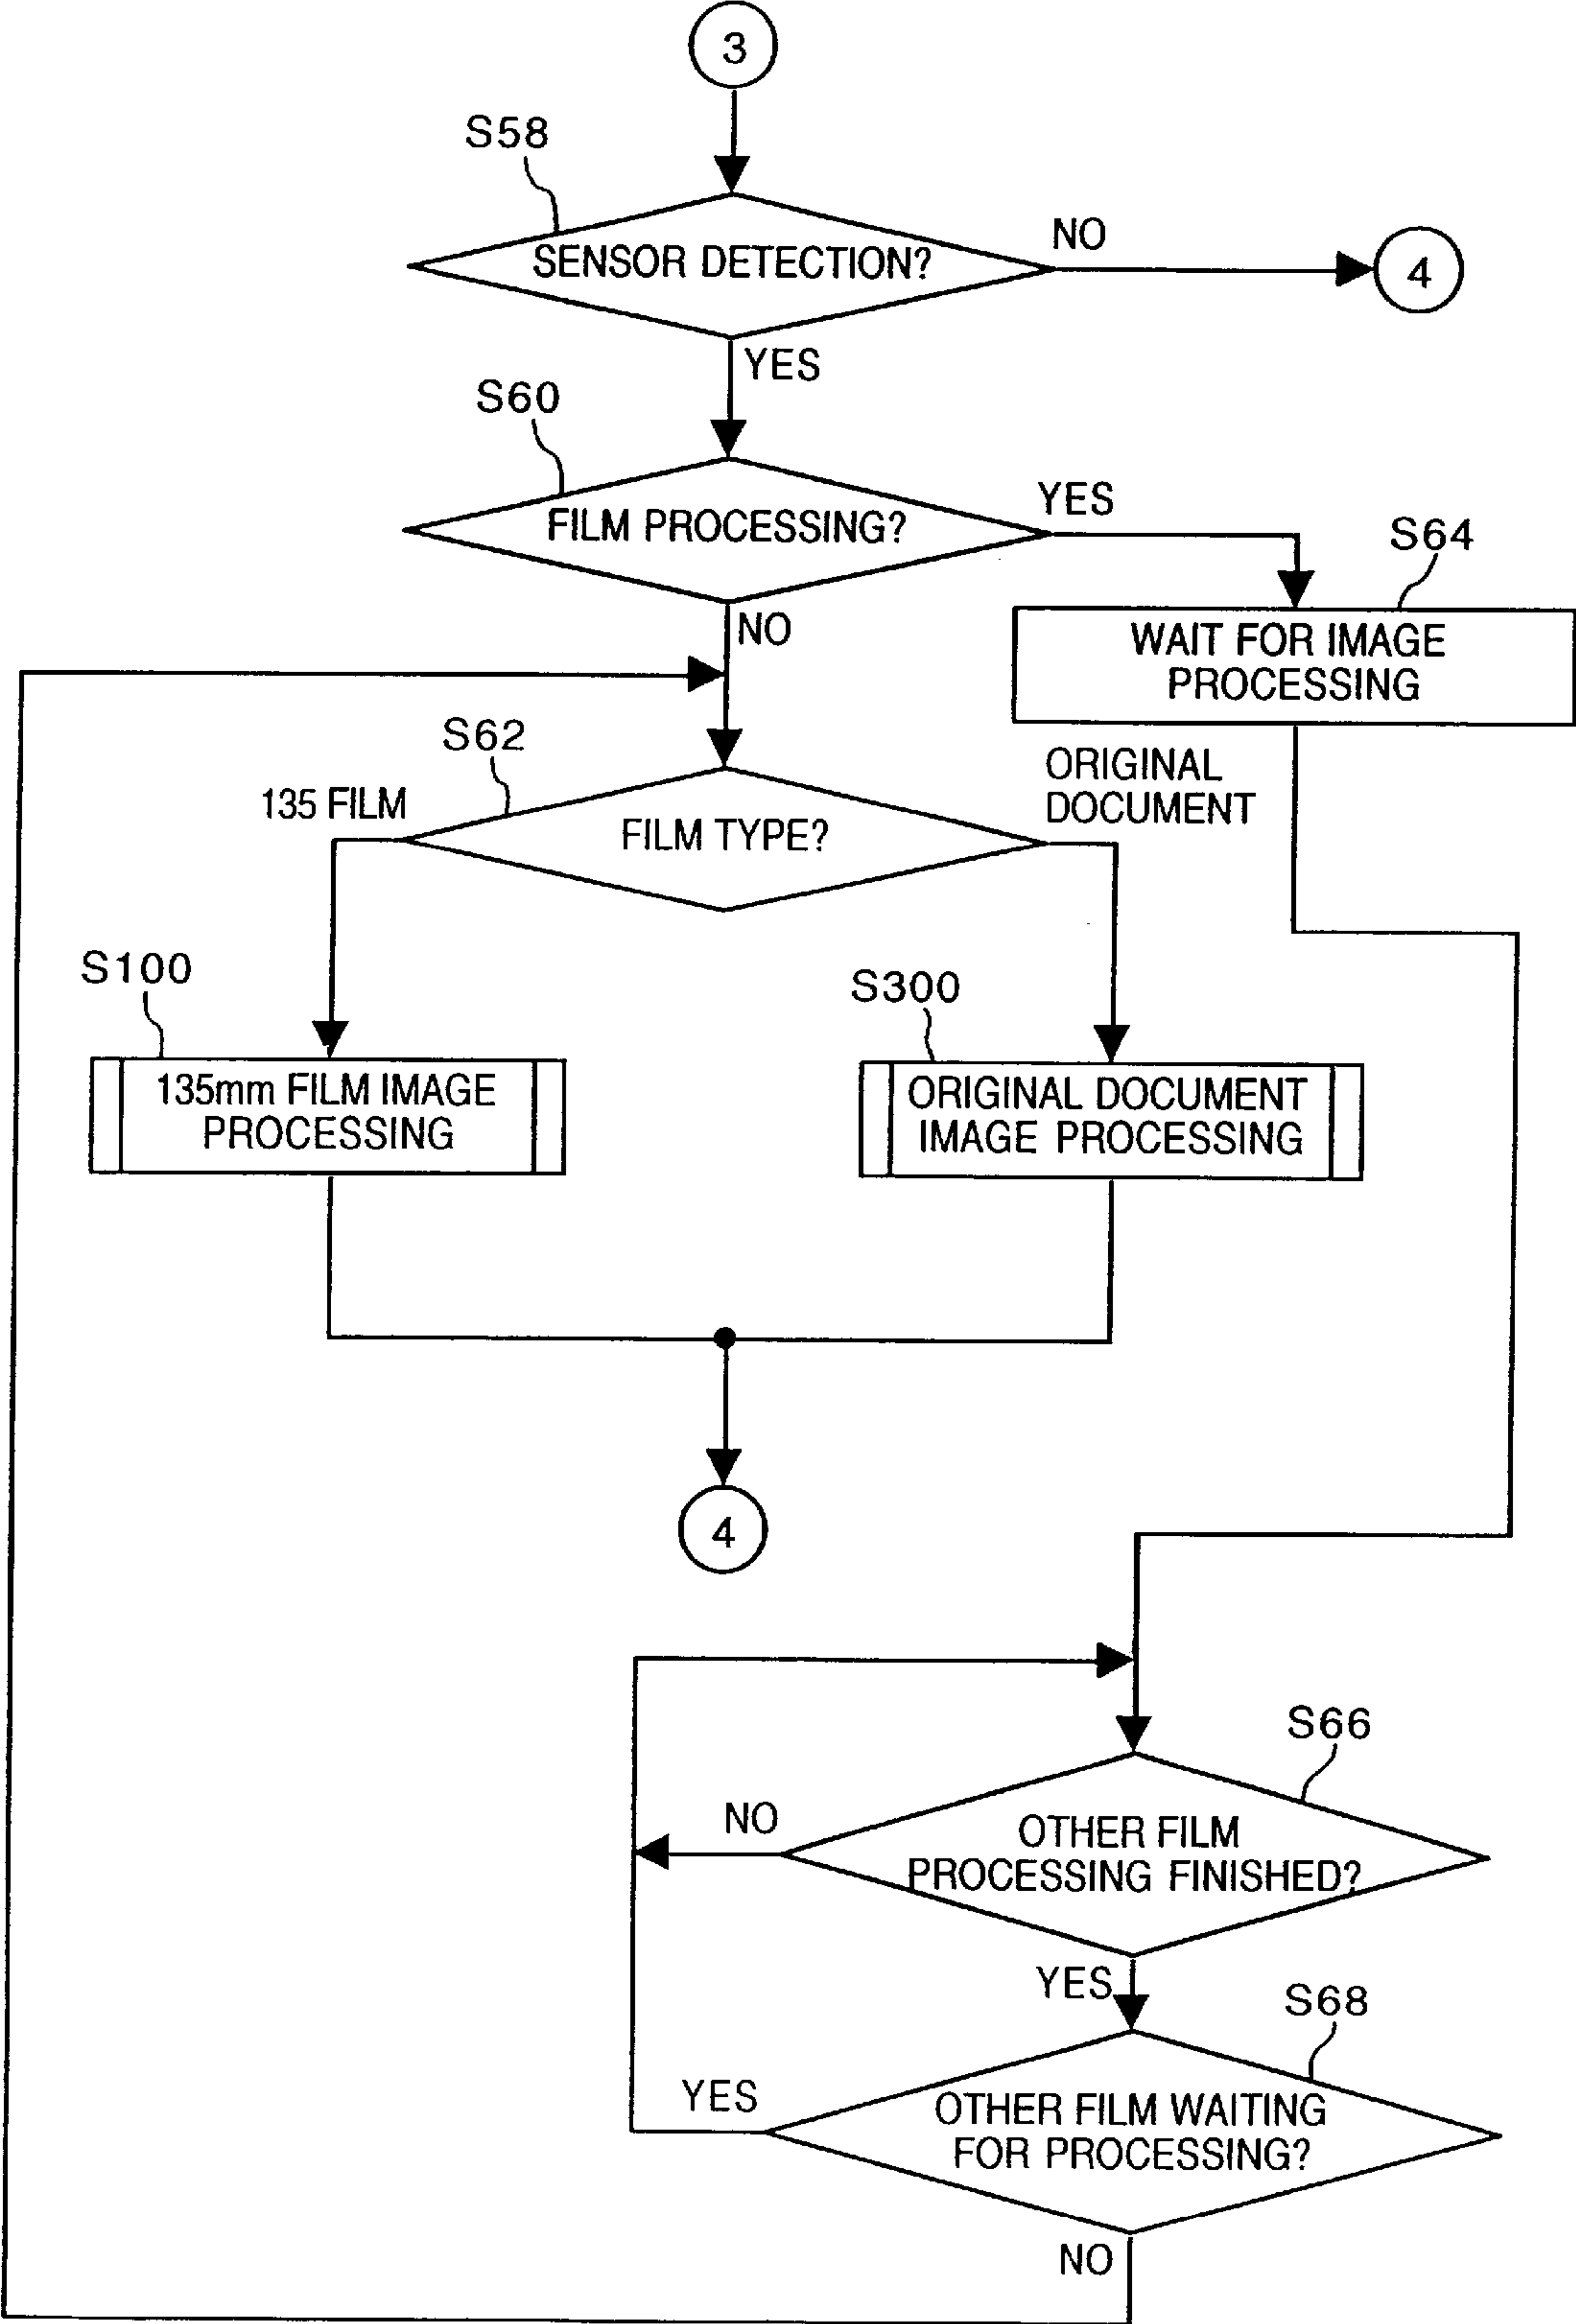 3
S58
SENSOR DETECTION?
NO
4
YES
S60
FILM PROCESSING?
YES
S64
NO
WAIT FOR IMAGE
PROCESSING
S62
135 FILM
FILM TYPE?
ORIGINAL
DOCUMENT
S100
135mm FILM IMAGE
PROCESSING
S300
ORIGINAL DOCUMENT
IMAGE PROCESSING
4
S66
NO
OTHER FILM
PROCESSING FINISHED?
YES
S68
YES
OTHER FILM WAITING
FOR PROCESSING?
NO